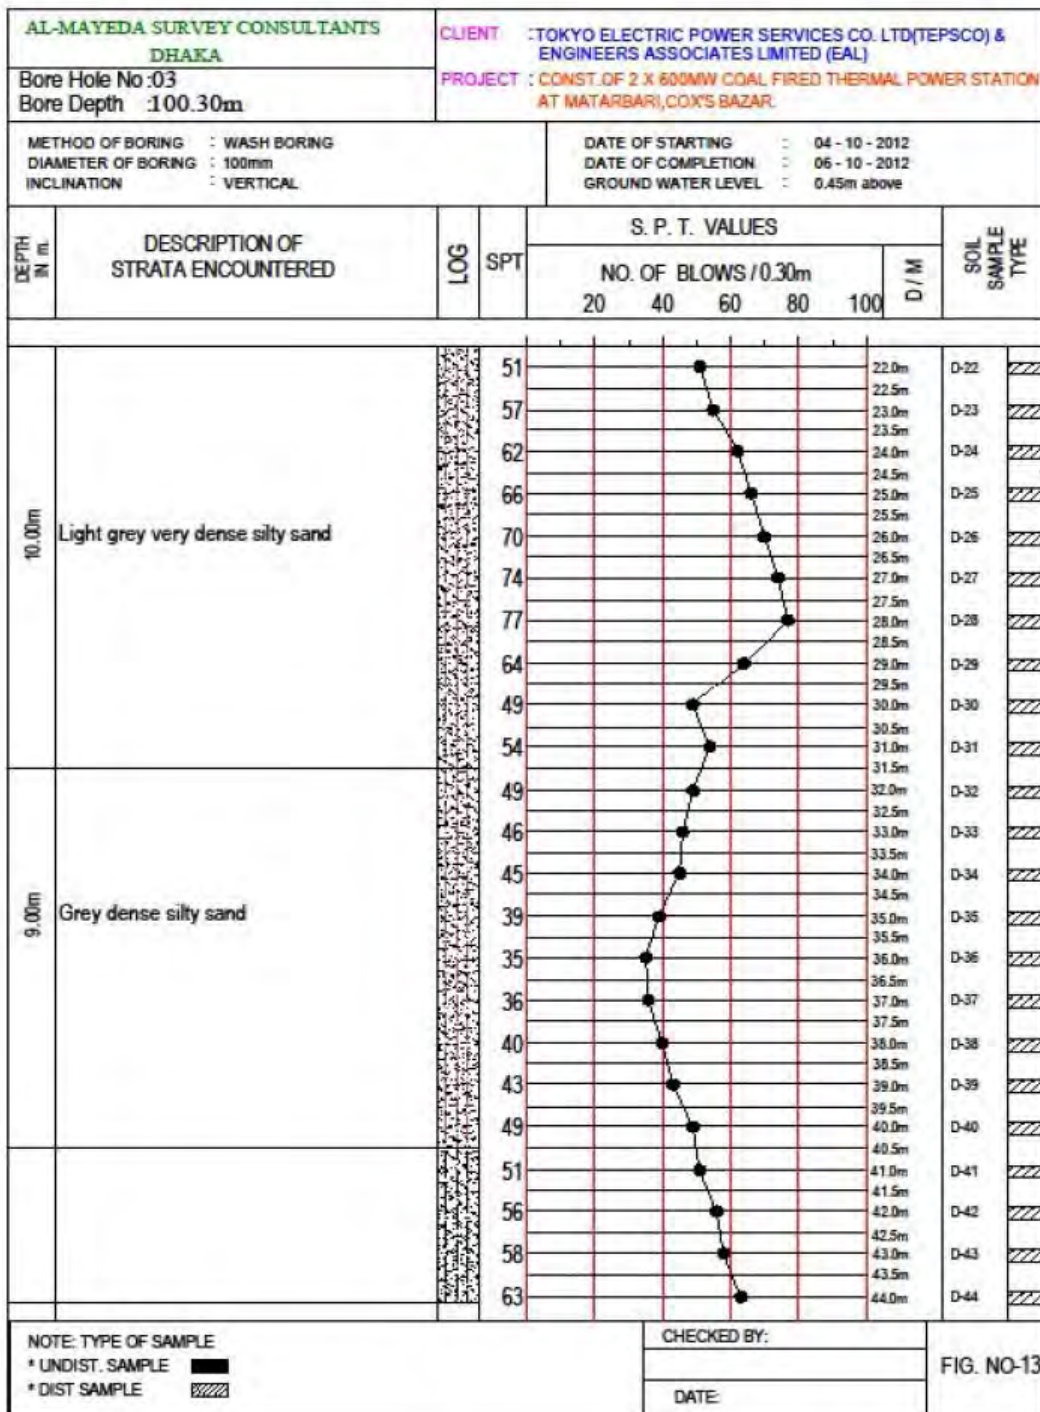 AL-MAYEDA SURVEY CONSULTANTS
DHAKA
Bore Hole No :03
Bore Depth :100.30m
CLIENT :TOKYO ELECTRIC POWER SERVICES CO. LTD(TEPSCO) &
ENGINEERS ASSOCIATES LIMITED (EAL)
PROJECT : CONST.OF 2 X 600MW COAL FIRED THERMAL POWER STATION
AT MATARBARI,COX'S BAZAR.
METHOD OF BORING : WASH BORING
DIAMETER OF BORING : 100mm
INCLINATION : VERTICAL
DATE OF STARTING : 04 - 10 - 2012
DATE OF COMPLETION : 06 - 10 - 2012
GROUND WATER LEVEL : 0.45m above
DEPTH
IN m.
DESCRIPTION OF
STRATA ENCOUNTERED
LOG
SPT
S. P. T. VALUES
NO. OF BLOWS / 0.30m
20 40 60 80 100
D / M
SOIL
SAMPLE
TYPE
51 22.0m D-22
22.5m
57 23.0m D-23
23.5m
62 24.0m D-24
24.5m
66 25.0m D-25
25.5m
10.00m
Light grey very dense silty sand
70 26.0m D-26
26.5m
74 27.0m D-27
27.5m
77 28.0m D-28
28.5m
64 29.0m D-29
29.5m
49 30.0m D-30
30.5m
54 31.0m D-31
31.5m
49 32.0m D-32
32.5m
46 33.0m D-33
33.5m
45 34.0m D-34
34.5m
9.00m
Grey dense silty sand
39 35.0m D-35
35.5m
35 36.0m D-36
36.5m
36 37.0m D-37
37.5m
40 38.0m D-38
38.5m
43 39.0m D-39
39.5m
49 40.0m D-40
40.5m
51 41.0m D-41
41.5m
56 42.0m D-42
42.5m
58 43.0m D-43
43.5m
63 44.0m D-44
NOTE: TYPE OF SAMPLE
* UNDIST. SAMPLE
* DIST SAMPLE
CHECKED BY:
DATE:
FIG. NO-13